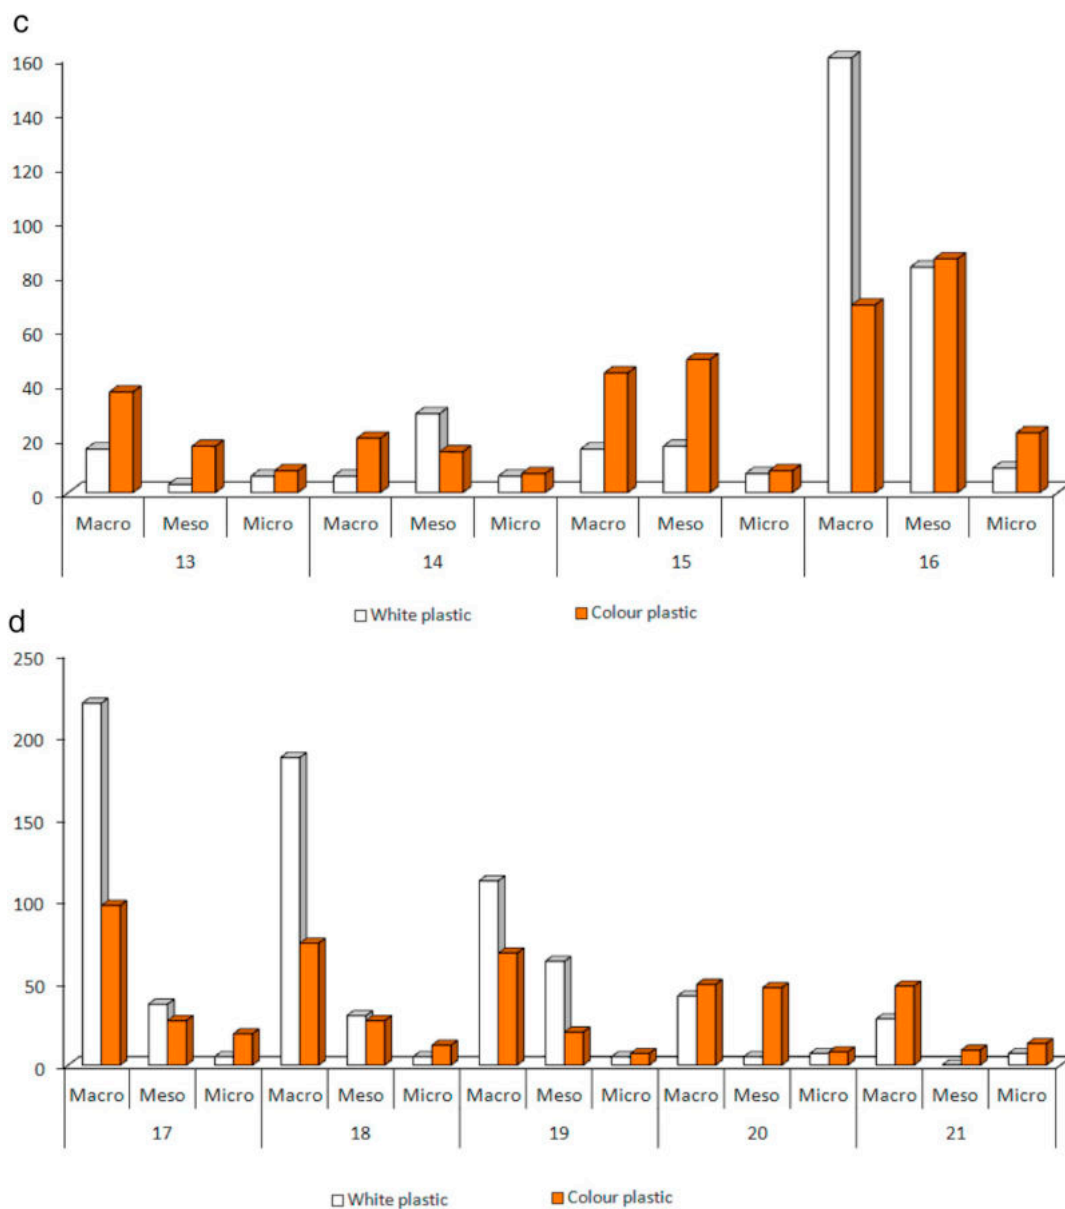 c
160
140
120
100
80
60
40
20
0
Macro Meso Micro Macro Meso Micro Macro Meso Micro Macro Meso Micro
13 14 15 16
White plastic Colour plastic
d
250
200
150
100
50
0
Macro Meso Micro Macro Meso Micro Macro Meso Micro Macro Meso Micro Macro Meso Micro
17 18 19 20 21
White plastic Colour plastic